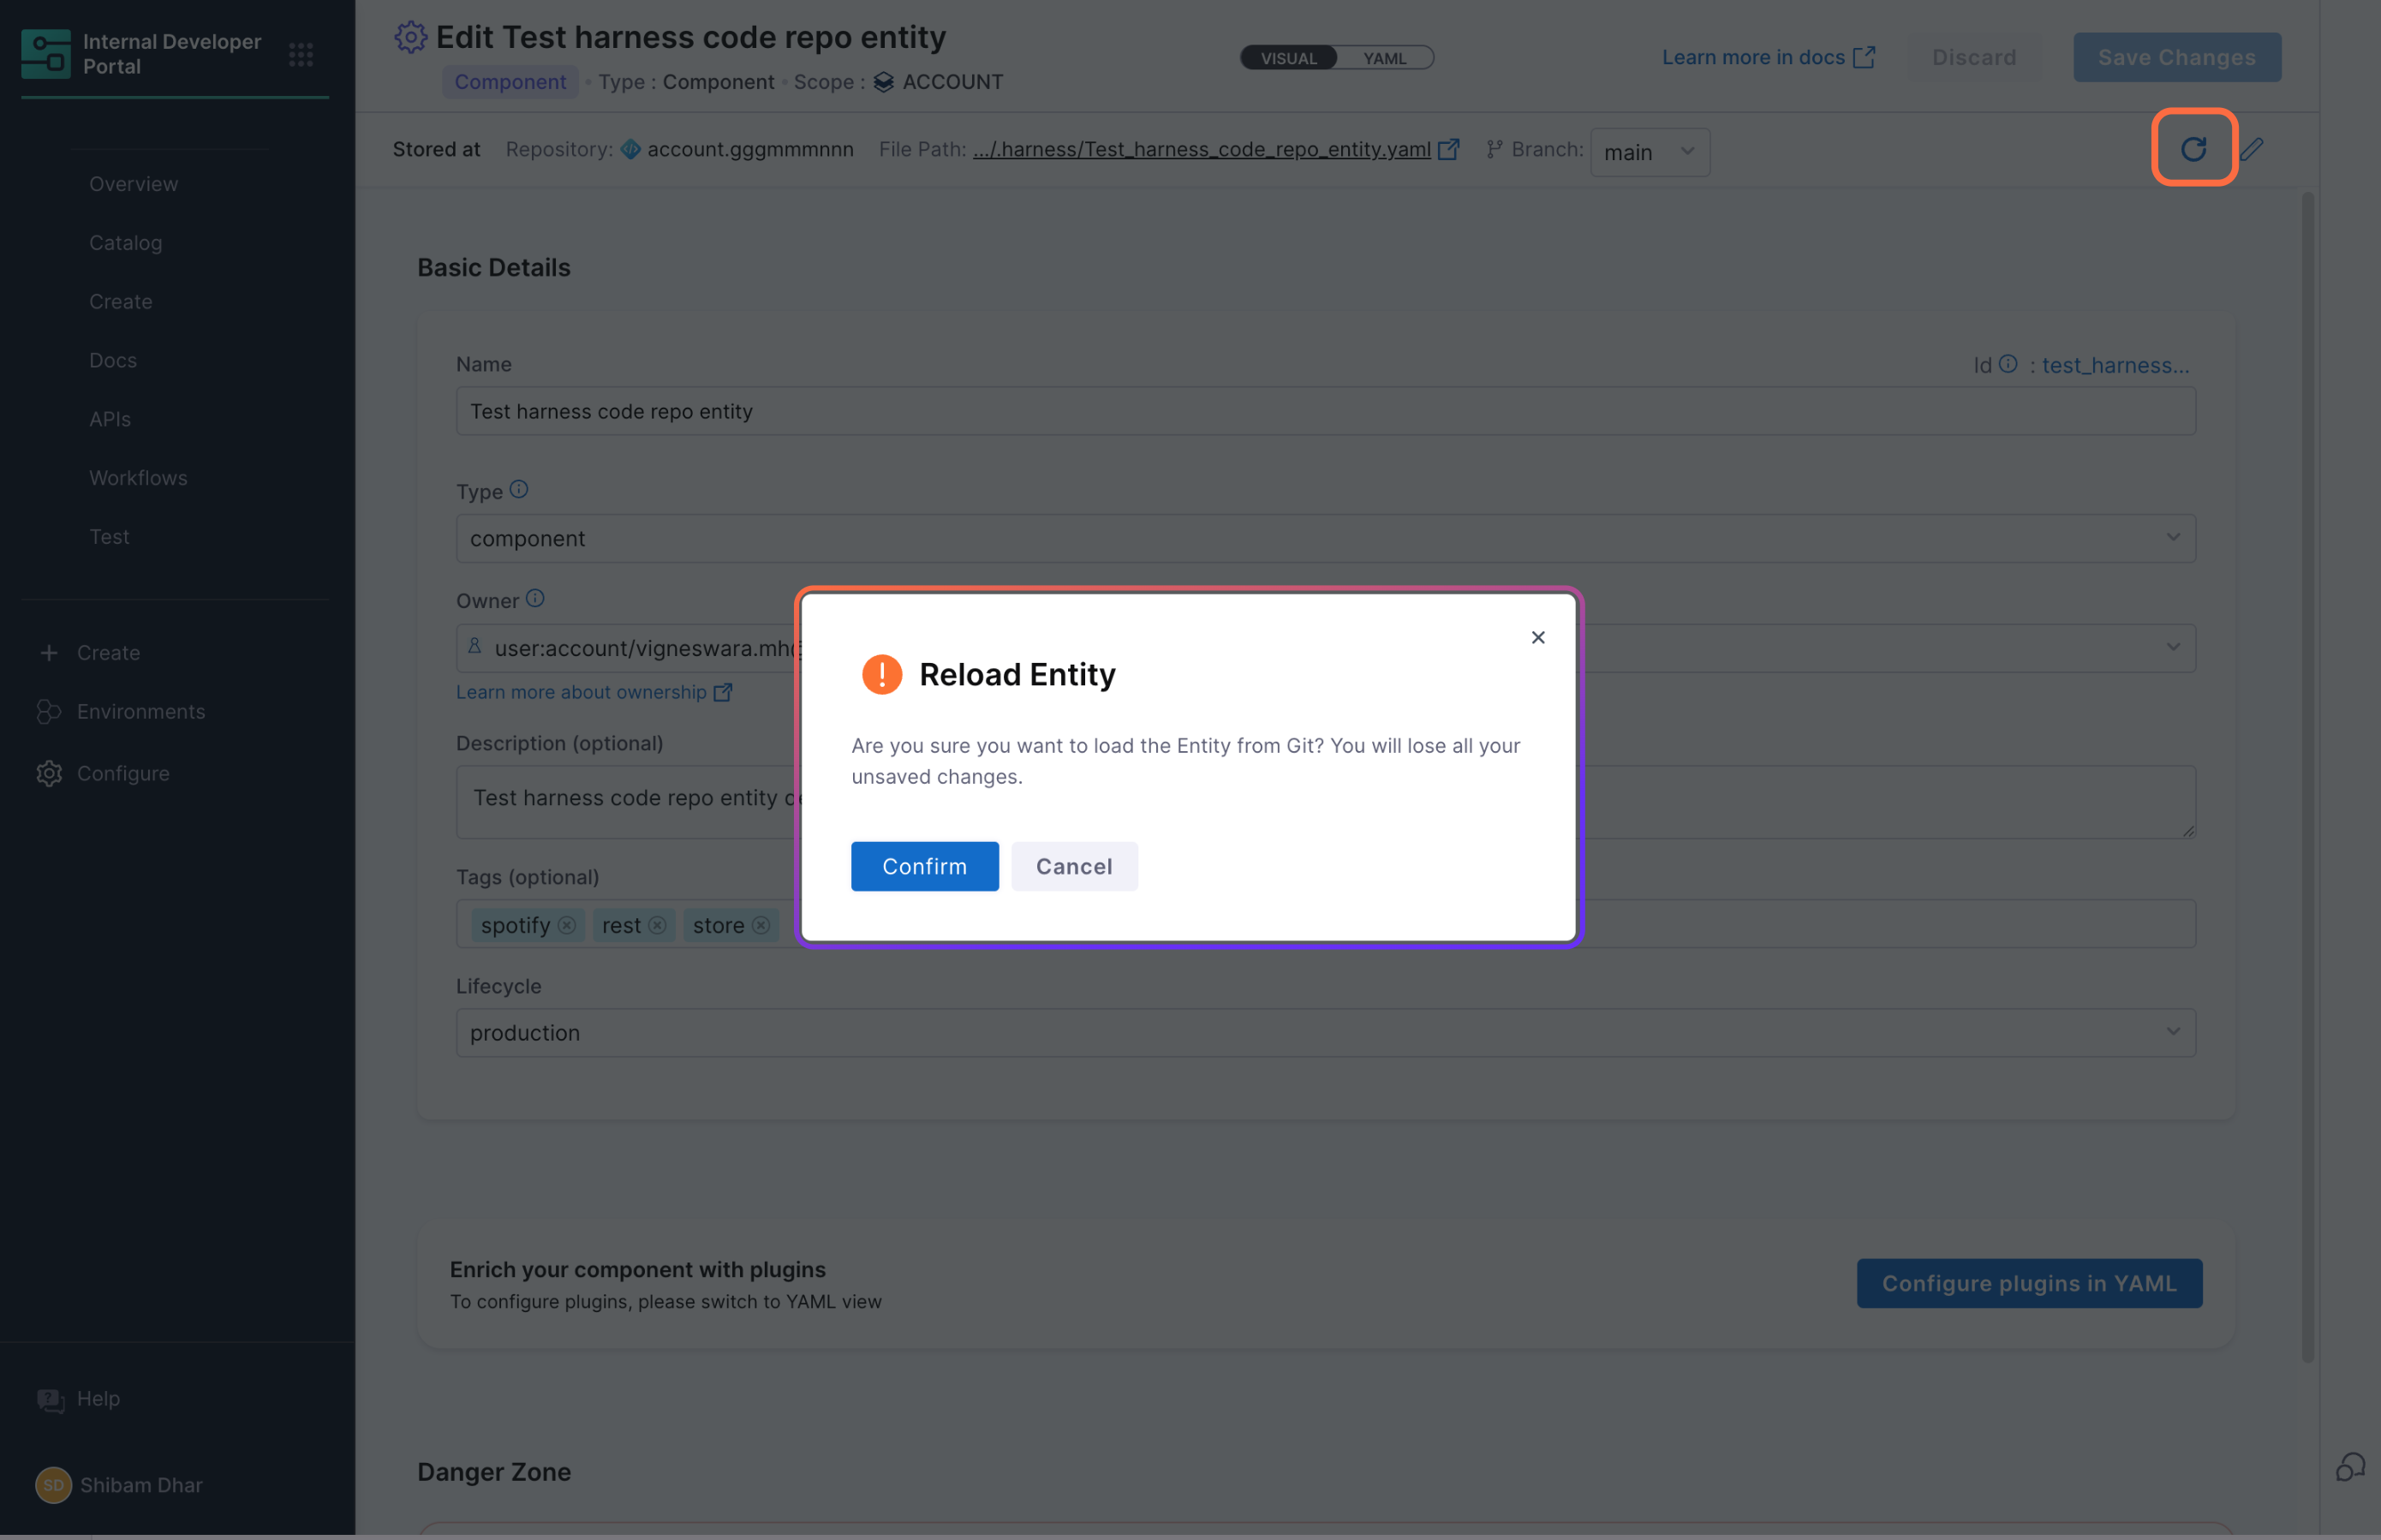 Internal Developer
Portal
Overview
Catalog
Create
Docs
APIs
Workflows
Test
Create
Environments
Configure
Help
SD Shibam Dhar
Edit Test harness code repo entity
Component • Type : Component • Scope : ACCOUNT
VISUAL YAML
Learn more in docs
Discard
Save Changes
Stored at Repository: account.gggmmmnnn File Path: .../.harness/Test_harness_code_repo_entity.yaml Branch: main
Basic Details
Name Id : test_harness...
Test harness code repo entity
Type
component
Owner
user:account/vigneswara.mh
Learn more about ownership
Description (optional)
Test harness code repo entity
Tags (optional)
spotify rest store
Lifecycle
production
Reload Entity
Are you sure you want to load the Entity from Git? You will lose all your
unsaved changes.
Confirm Cancel
Enrich your component with plugins
To configure plugins, please switch to YAML view
Configure plugins in YAML
Danger Zone